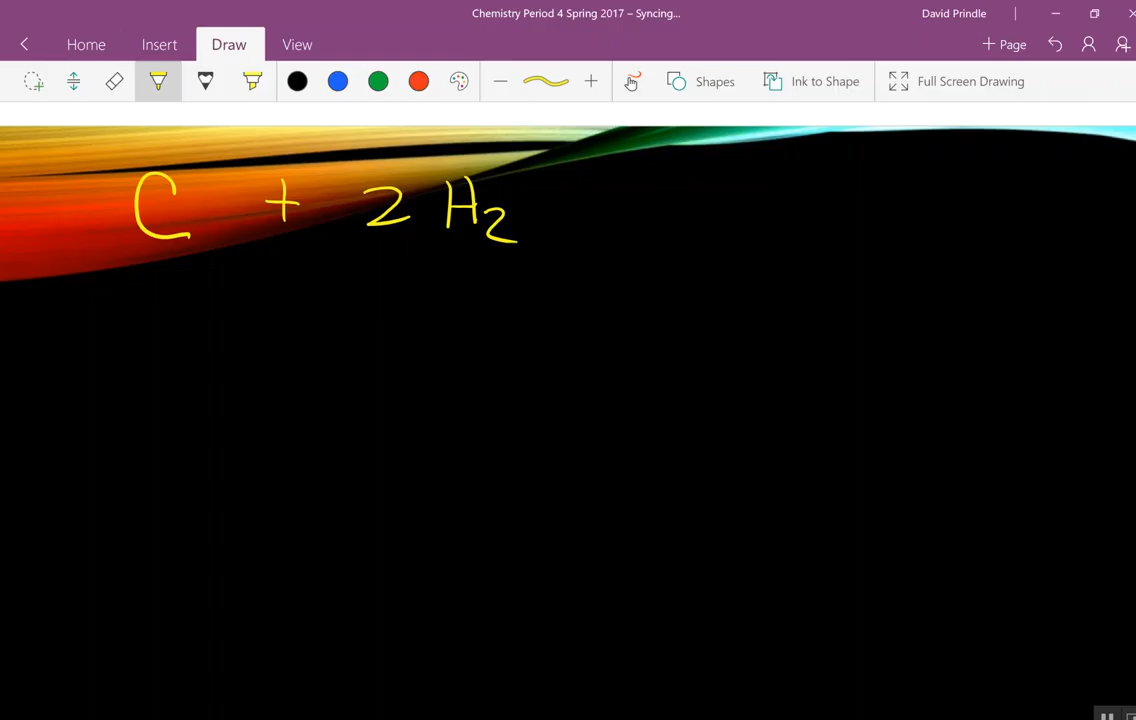 Chemistry Period 4 Spring 2017 – Syncing...
David Prindle
Home Insert Draw View
Page
Shapes Ink to Shape Full Screen Drawing
C + 2 H₂